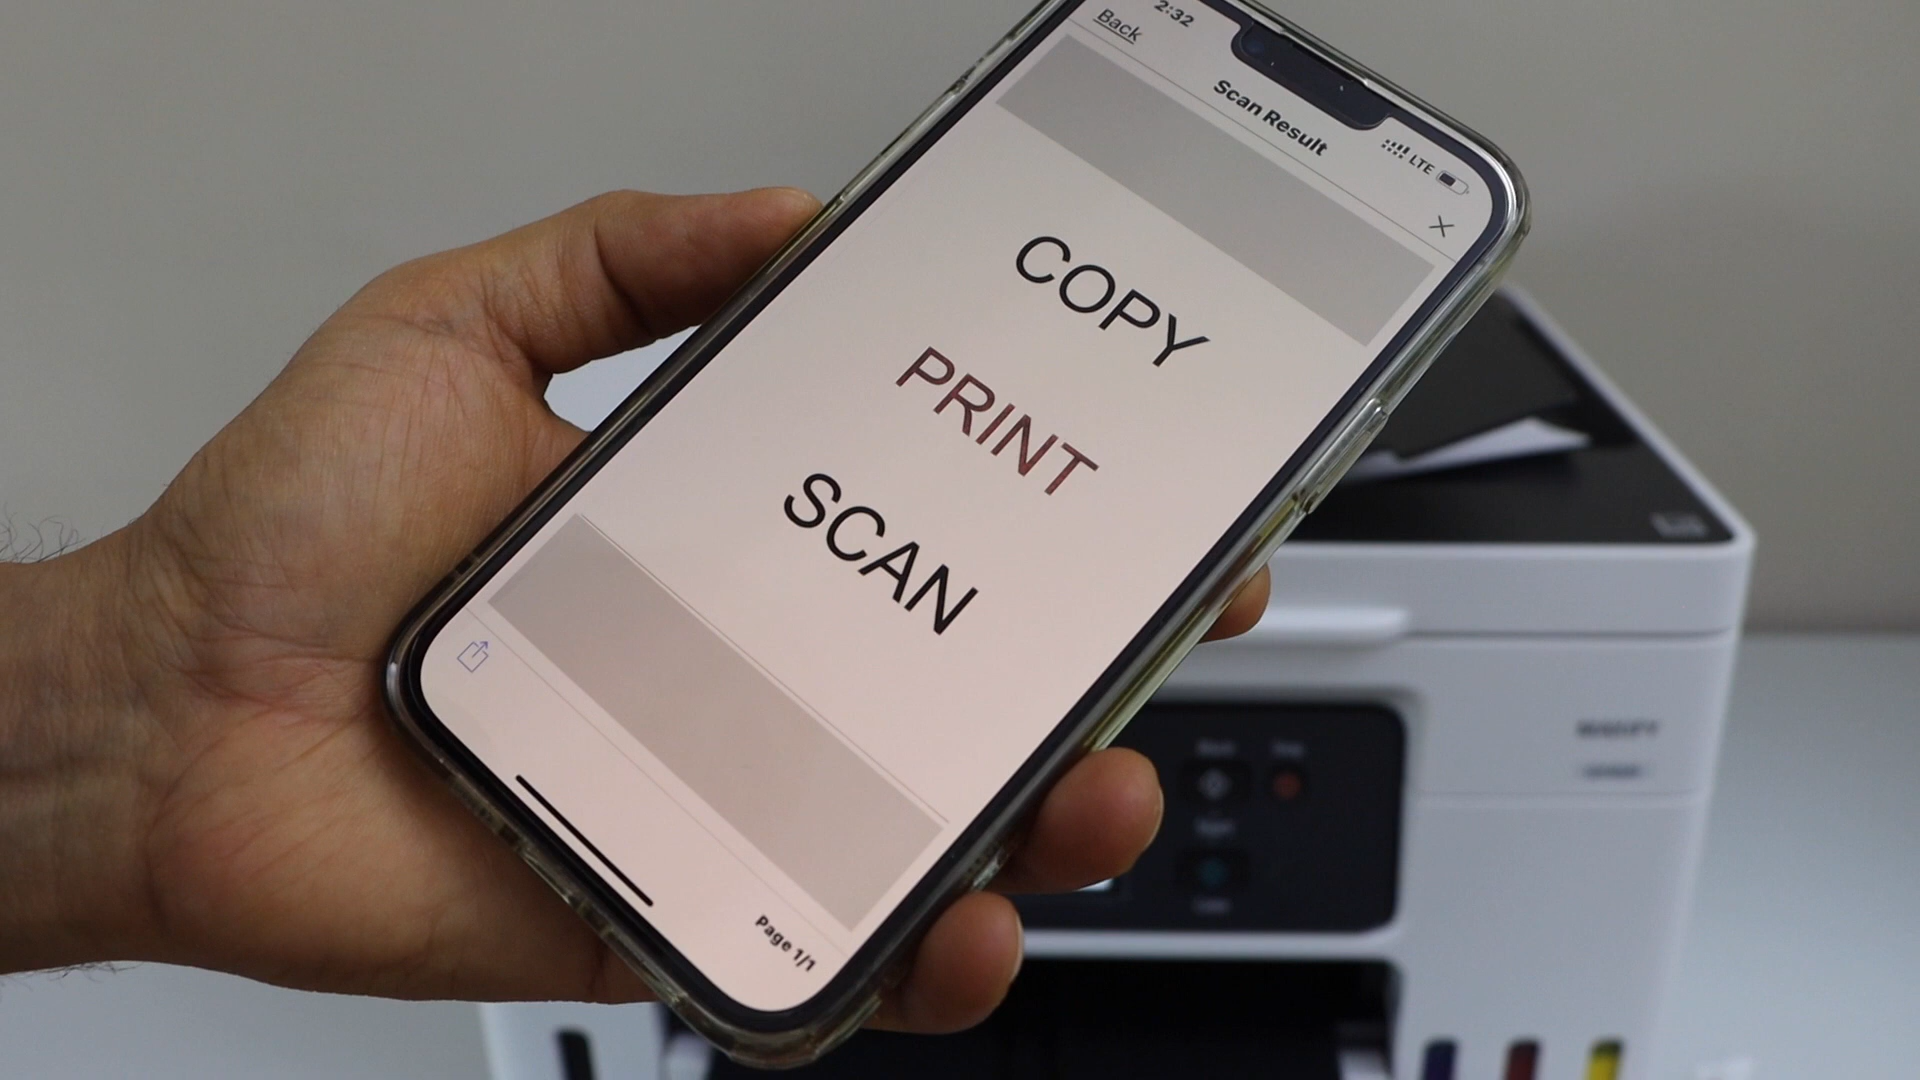 2:32
LTE
Back
Scan Result
COPY
PRINT
SCAN
Page 1/1